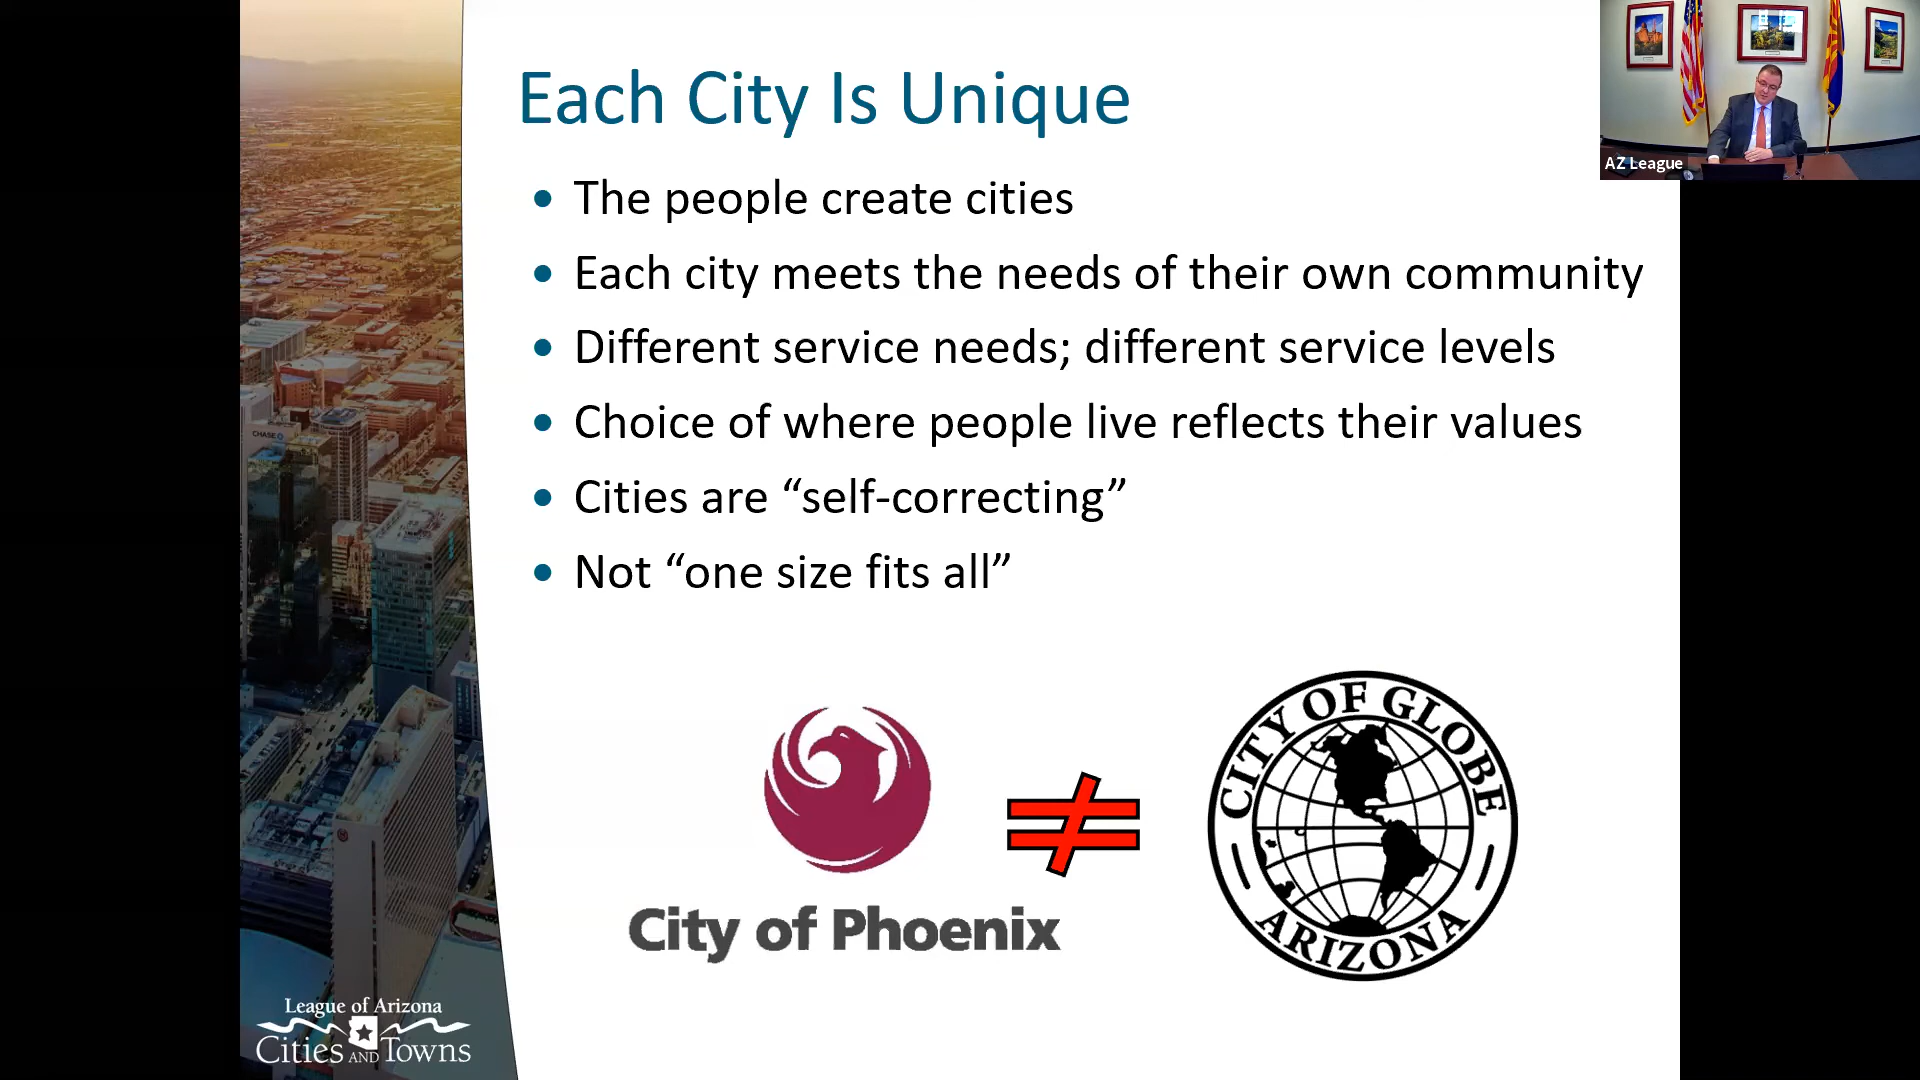 Each City Is Unique
• The people create cities
• Each city meets the needs of their own community
• Different service needs; different service levels
• Choice of where people live reflects their values
• Cities are “self-correcting”
• Not “one size fits all”
City of Phoenix
CITY OF GLOBE
ARIZONA
League of Arizona
Cities AND Towns
AZ League
CHASE